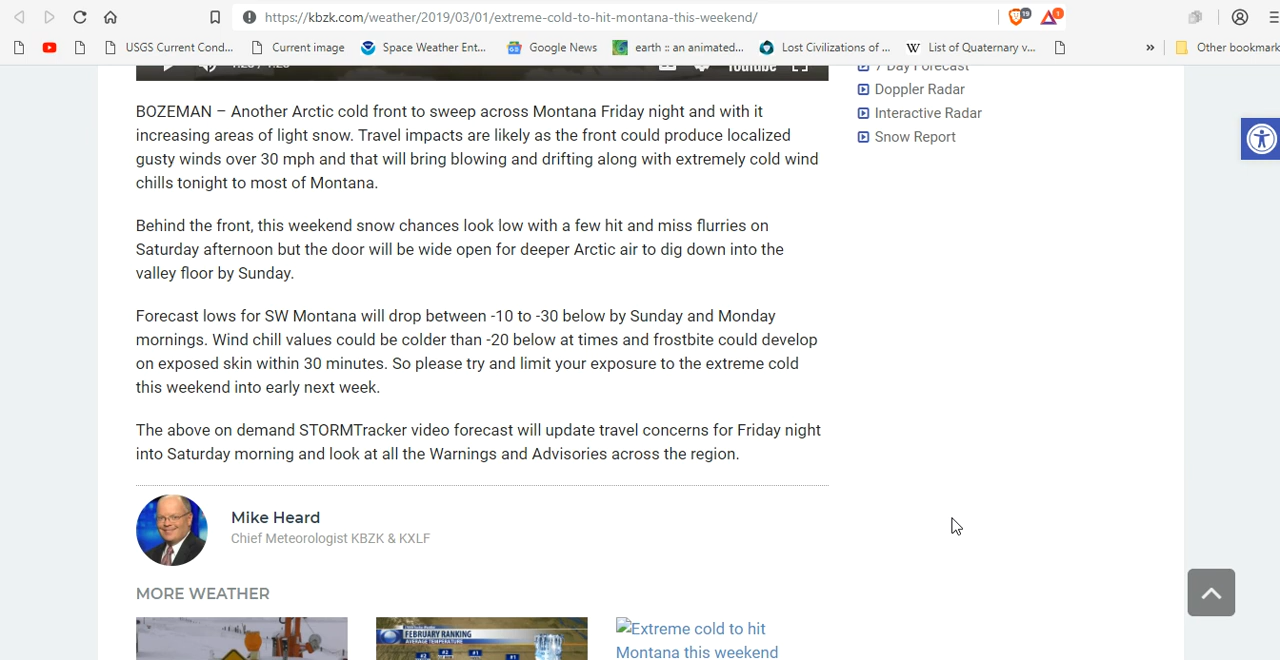 https://kbzk.com/weather/2019/03/01/extreme-cold-to-hit-montana-this-weekend/
19
1
USGS Current Cond...
Current image
Space Weather Ent...
Google News
earth :: an animated...
Lost Civilizations of ...
W List of Quaternary v...
»
Other bookmark
YouTube
7 Day Forecast
Doppler Radar
Interactive Radar
Snow Report
BOZEMAN – Another Arctic cold front to sweep across Montana Friday night and with it
increasing areas of light snow. Travel impacts are likely as the front could produce localized
gusty winds over 30 mph and that will bring blowing and drifting along with extremely cold wind
chills tonight to most of Montana.
Behind the front, this weekend snow chances look low with a few hit and miss flurries on
Saturday afternoon but the door will be wide open for deeper Arctic air to dig down into the
valley floor by Sunday.
Forecast lows for SW Montana will drop between -10 to -30 below by Sunday and Monday
mornings. Wind chill values could be colder than -20 below at times and frostbite could develop
on exposed skin within 30 minutes. So please try and limit your exposure to the extreme cold
this weekend into early next week.
The above on demand STORMTracker video forecast will update travel concerns for Friday night
into Saturday morning and look at all the Warnings and Advisories across the region.
Mike Heard
Chief Meteorologist KBZK & KXLF
MORE WEATHER
FEBRUARY RANKING
AVERAGE TEMPERATURE
#2 #2 #1 #1
Extreme cold to hit
Montana this weekend